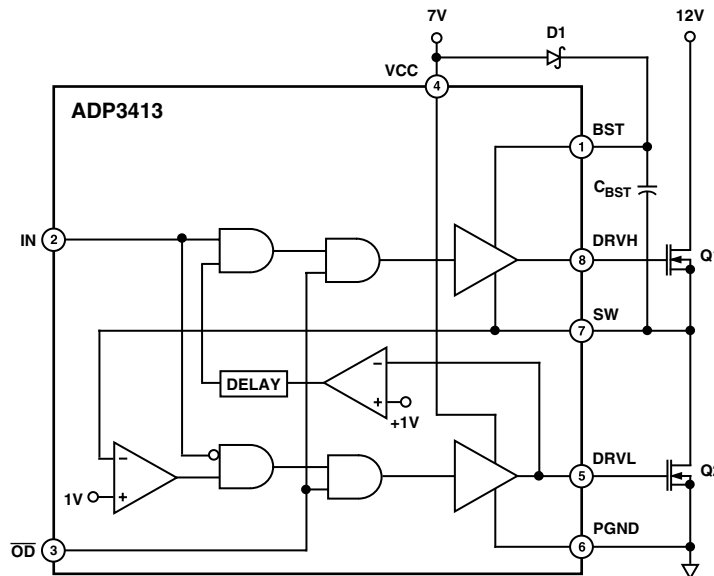 7V
12V
D1
VCC
4
ADP3413
BST
1
CBST
IN
2
DRVH
8
SW
7
DELAY
+1V
1V
DRVL
5
PGND
6
OD
3